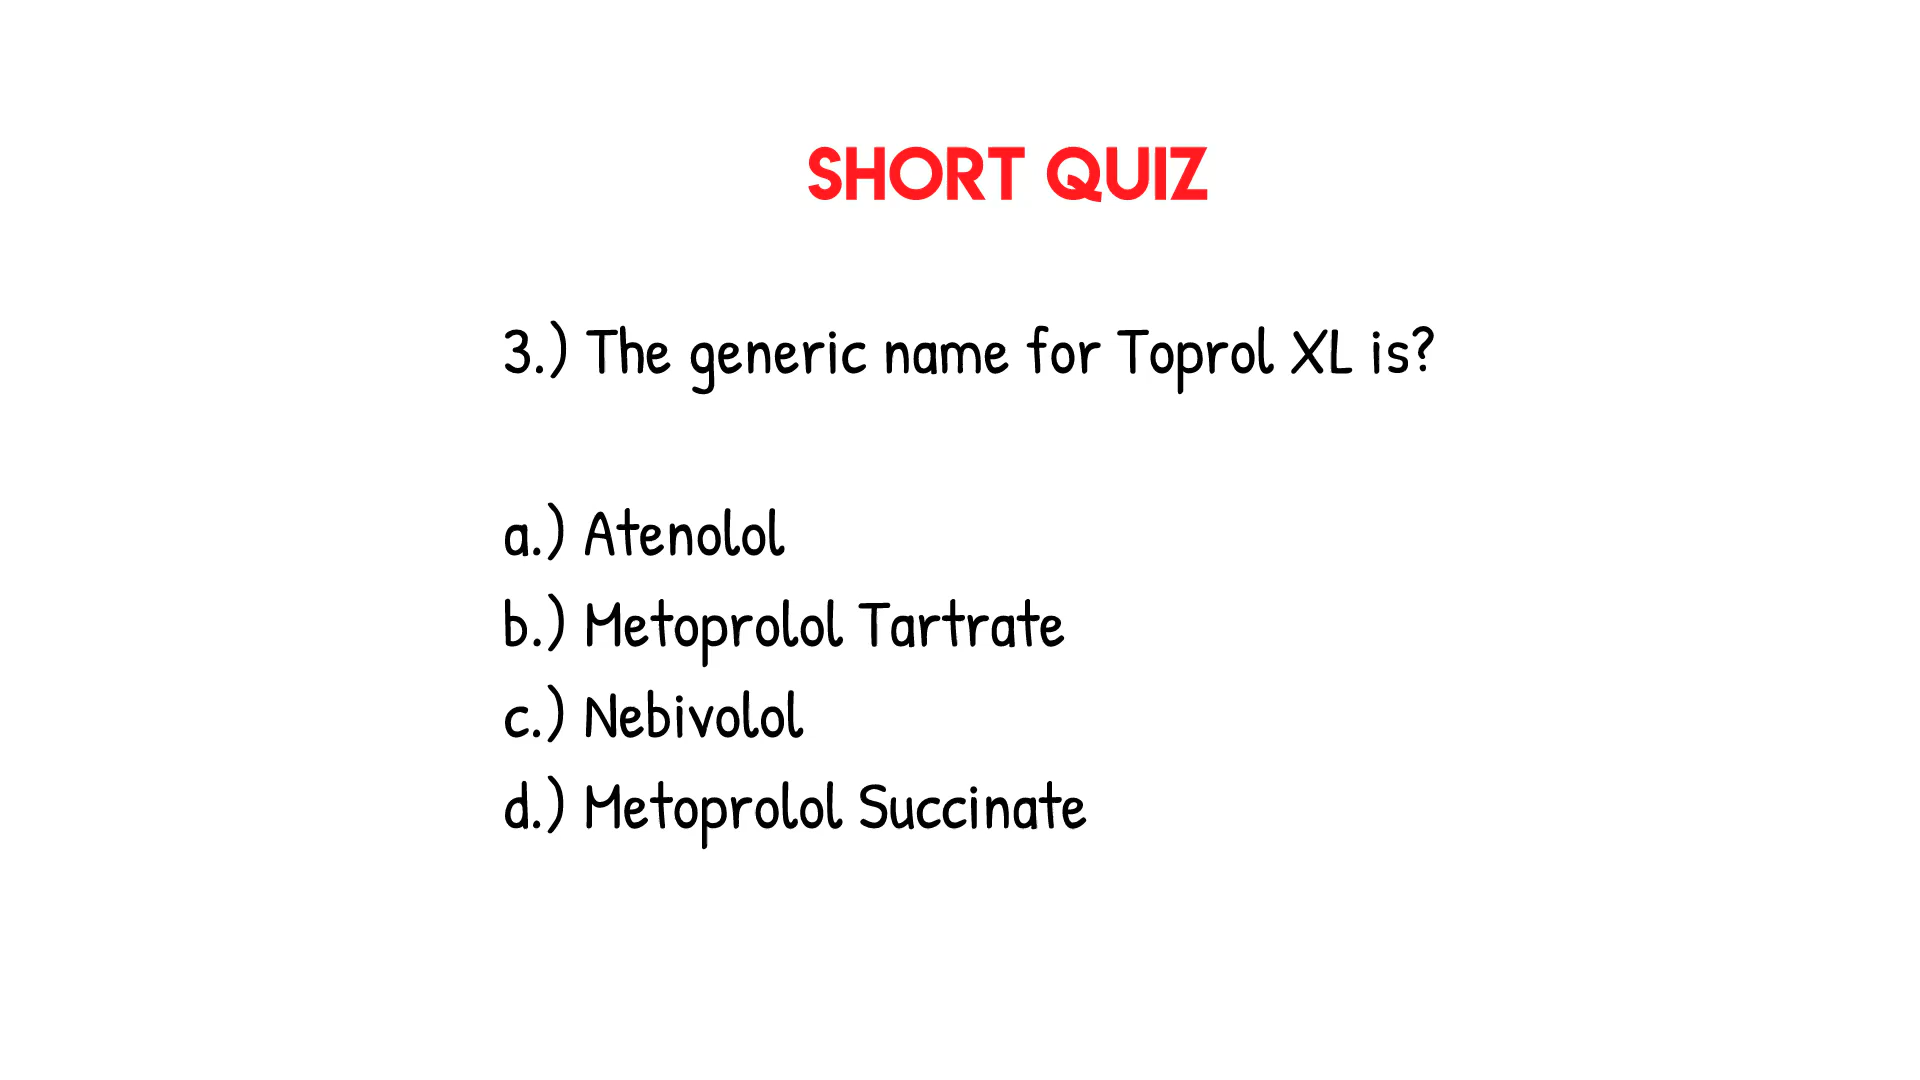 SHORT QUIZ
3.) The generic name for Toprol XL is?
a.) Atenolol
b.) Metoprolol Tartrate
c.) Nebivolol
d.) Metoprolol Succinate